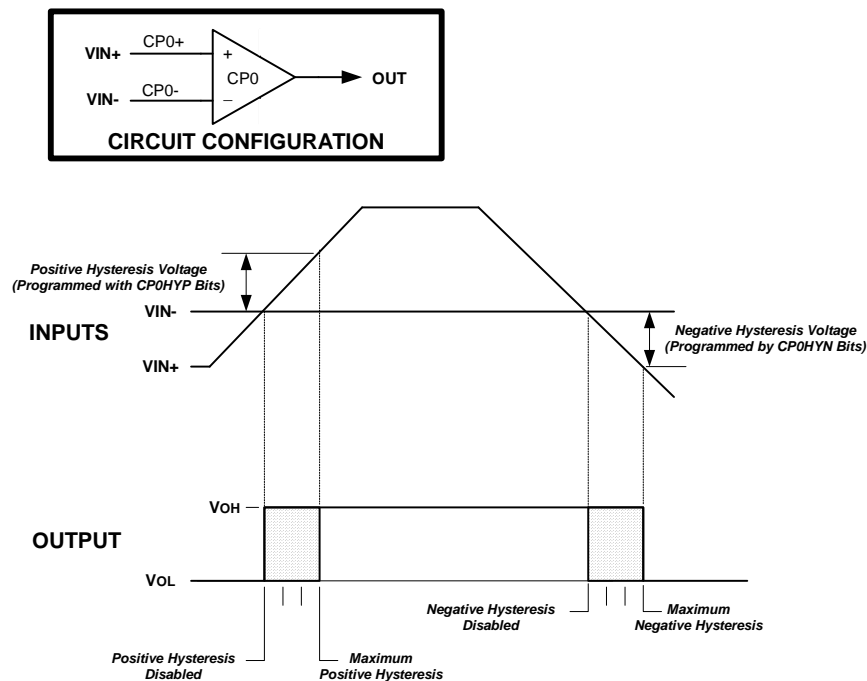 VIN+
CP0+
+
CP0
VIN-
CP0-
_
OUT
CIRCUIT CONFIGURATION
Positive Hysteresis Voltage
(Programmed with CP0HYP Bits)
VIN-
INPUTS
VIN+
Negative Hysteresis Voltage
(Programmed by CP0HYN Bits)
VOH
OUTPUT
VOL
Negative Hysteresis
Disabled
Maximum
Negative Hysteresis
Positive Hysteresis
Disabled
Maximum
Positive Hysteresis